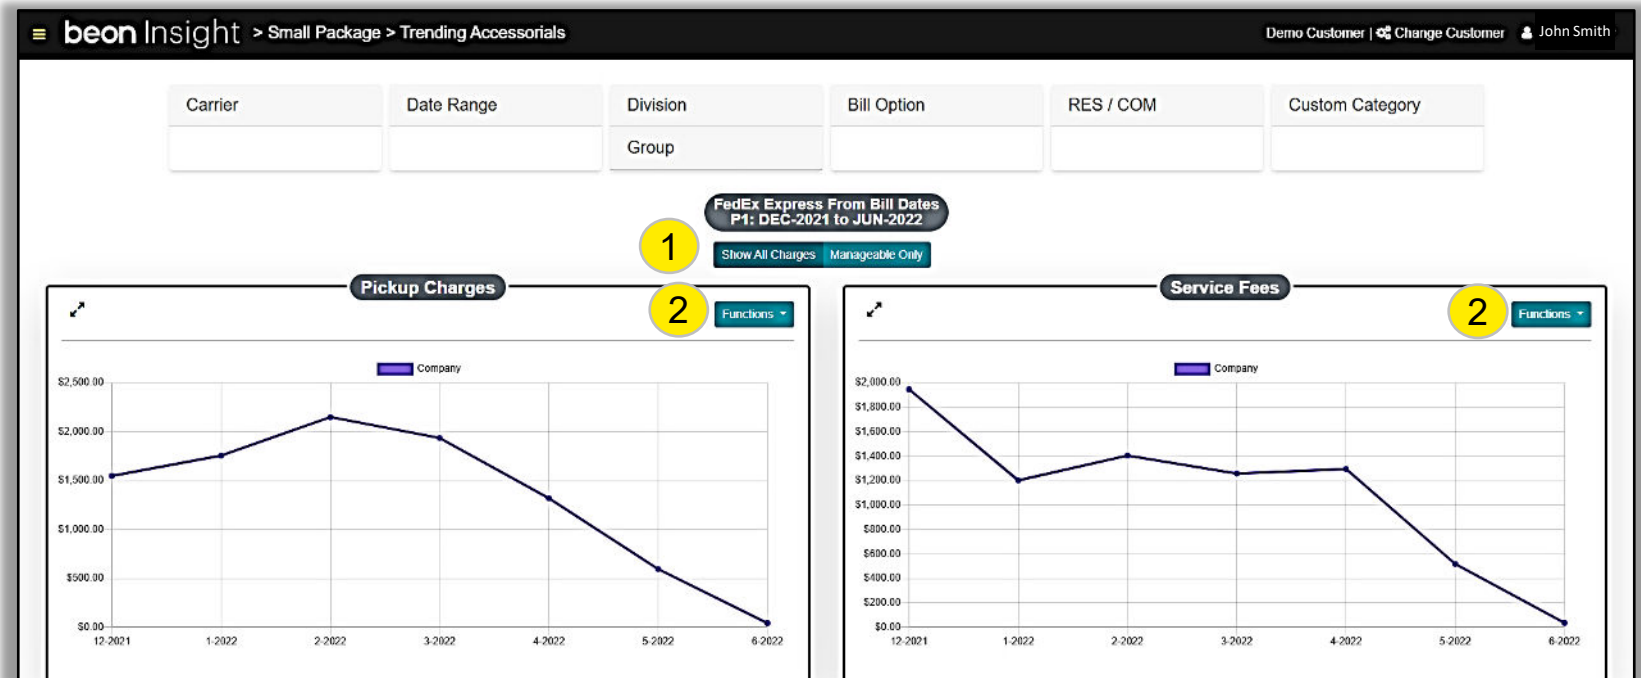 beon Insight > Small Package > Trending Accessorials
Demo Customer | Change Customer John Smith
Carrier Date Range Division Bill Option RES / COM Custom Category
Group
FedEx Express From Bill Dates
P1: DEC-2021 to JUN-2022
1 Show All Charges Manageable Only
Pickup Charges
2 Functions
Company
$2,500.00
$2,000.00
$1,500.00
$1,000.00
$500.00
$0.00
12-2021 1-2022 2-2022 3-2022 4-2022 5-2022 6-2022
Service Fees
2 Functions
Company
$2,000.00
$1,800.00
$1,600.00
$1,400.00
$1,200.00
$1,000.00
$800.00
$600.00
$400.00
$200.00
$0.00
12-2021 1-2022 2-2022 3-2022 4-2022 5-2022 6-2022